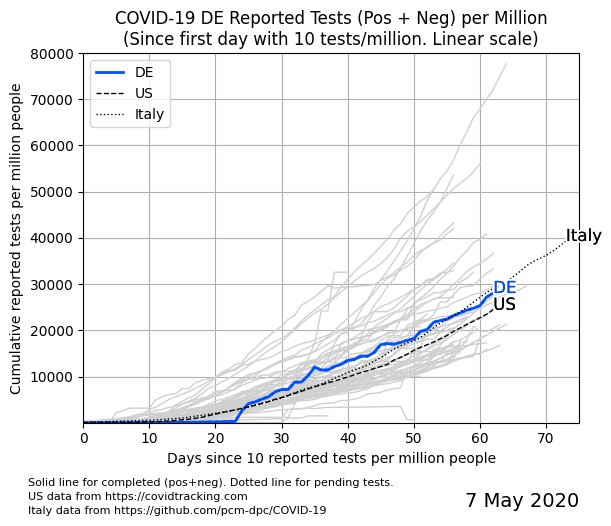 COVID-19 DE Reported Tests (Pos + Neg) per Million
(Since first day with 10 tests/million. Linear scale)
80000
70000
60000
50000
40000
30000
20000
10000
Cumulative reported tests per million people
DE
US
Italy
Italy
DE
US
0 10 20 30 40 50 60 70
Days since 10 reported tests per million people
Solid line for completed (pos+neg). Dotted line for pending tests.
US data from https://covidtracking.com
Italy data from https://github.com/pcm-dpc/COVID-19
7 May 2020